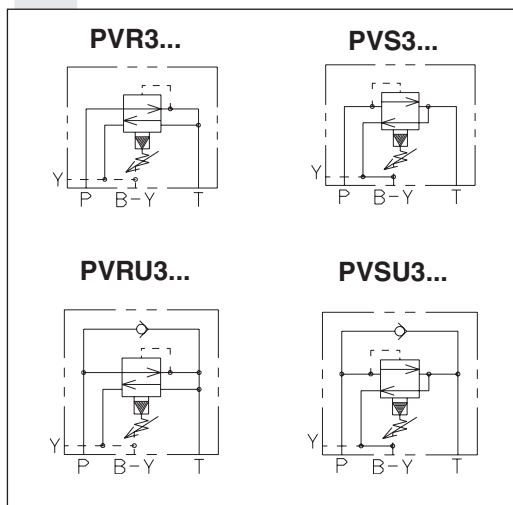 PVR3... PVS3...
Y P B-Y T Y P B-Y T
PVRU3... PVSU3...
Y P B-Y T Y P B-Y T